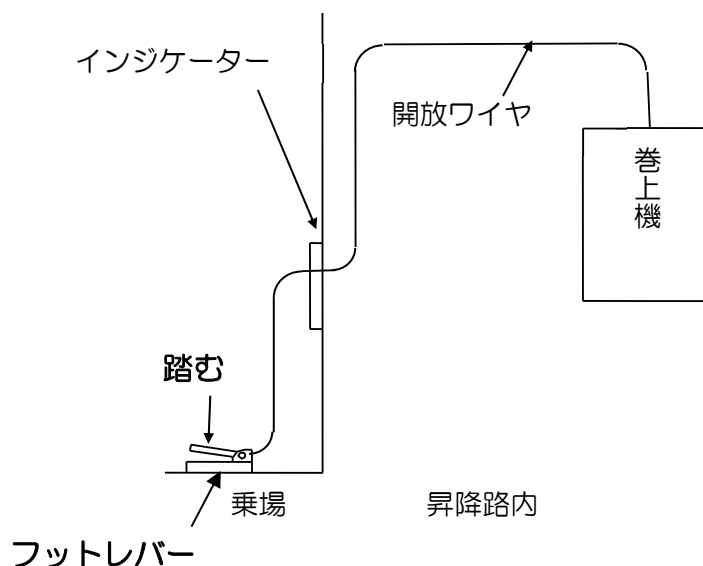 インジケーター
開放ワイヤ
巻上機
踏む
乗場
昇降路内
フットレバー